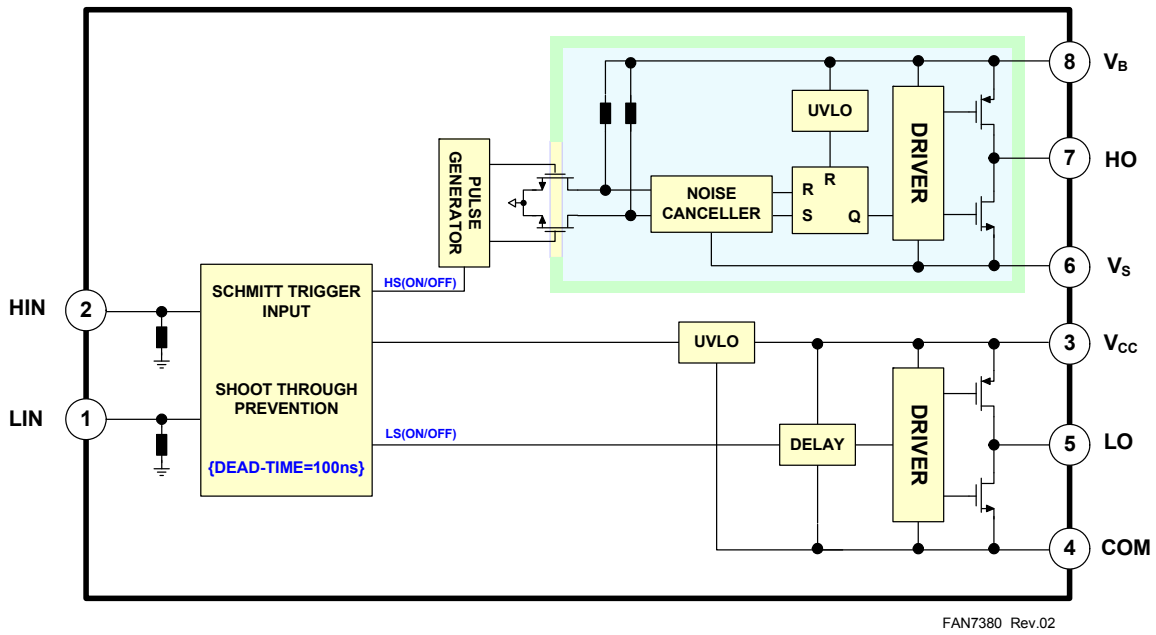 8
VB
UVLO
DRIVER
PULSE
GENERATOR
7
HO
R
NOISE
CANCELLER
R
S
Q
6
VS
HS(ON/OFF)
SCHMITT TRIGGER
INPUT
HIN
2
UVLO
3
VCC
SHOOT THROUGH
PREVENTION
LIN
1
LS(ON/OFF)
DELAY
DRIVER
5
LO
{DEAD-TIME=100ns}
4
COM
FAN7380 Rev.02